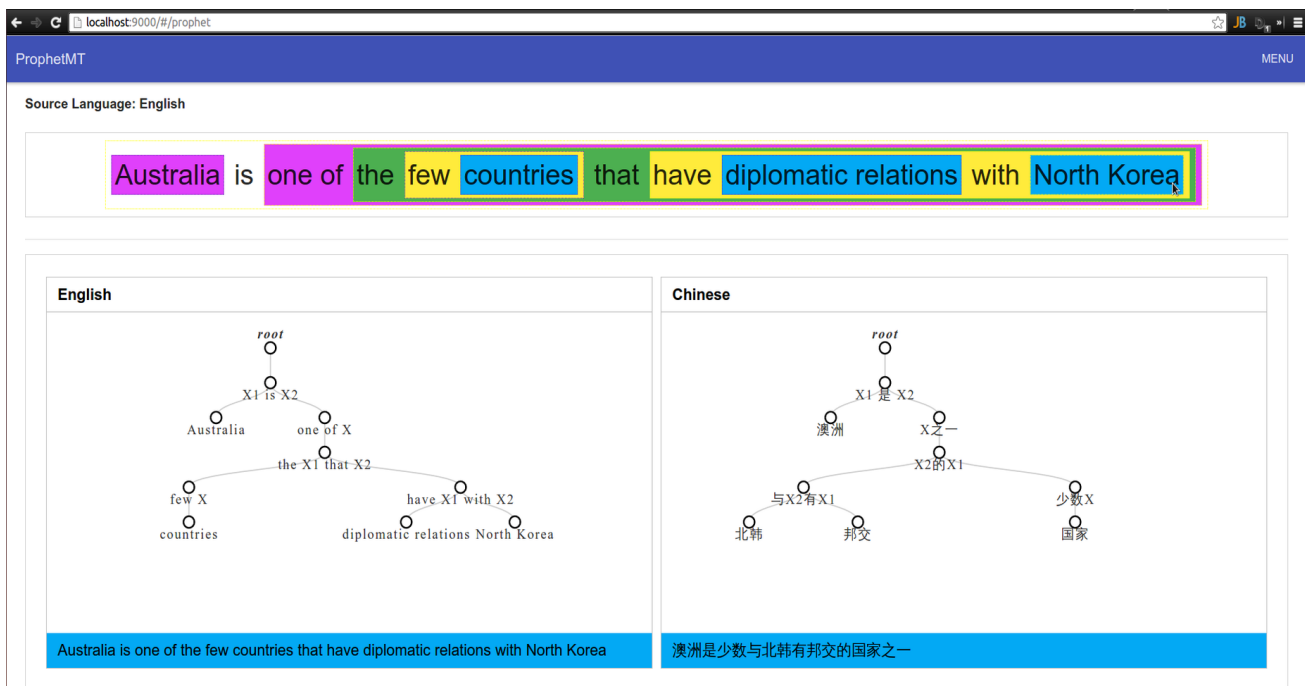 localhost:9000/#/prophet
JB
ProphetMT MENU
Source Language: English
Australia is one of the few countries that have diplomatic relations with North Korea
English
root
X1 is X2
Australia one of X
the X1 that X2
few X have X1 with X2
countries diplomatic relations North Korea
Australia is one of the few countries that have diplomatic relations with North Korea
Chinese
root
X1 是 X2
澳洲 X之一
X2的X1
与X2有X1 少数X
北韩 邦交 国家
澳洲是少数与北韩有邦交的国家之一